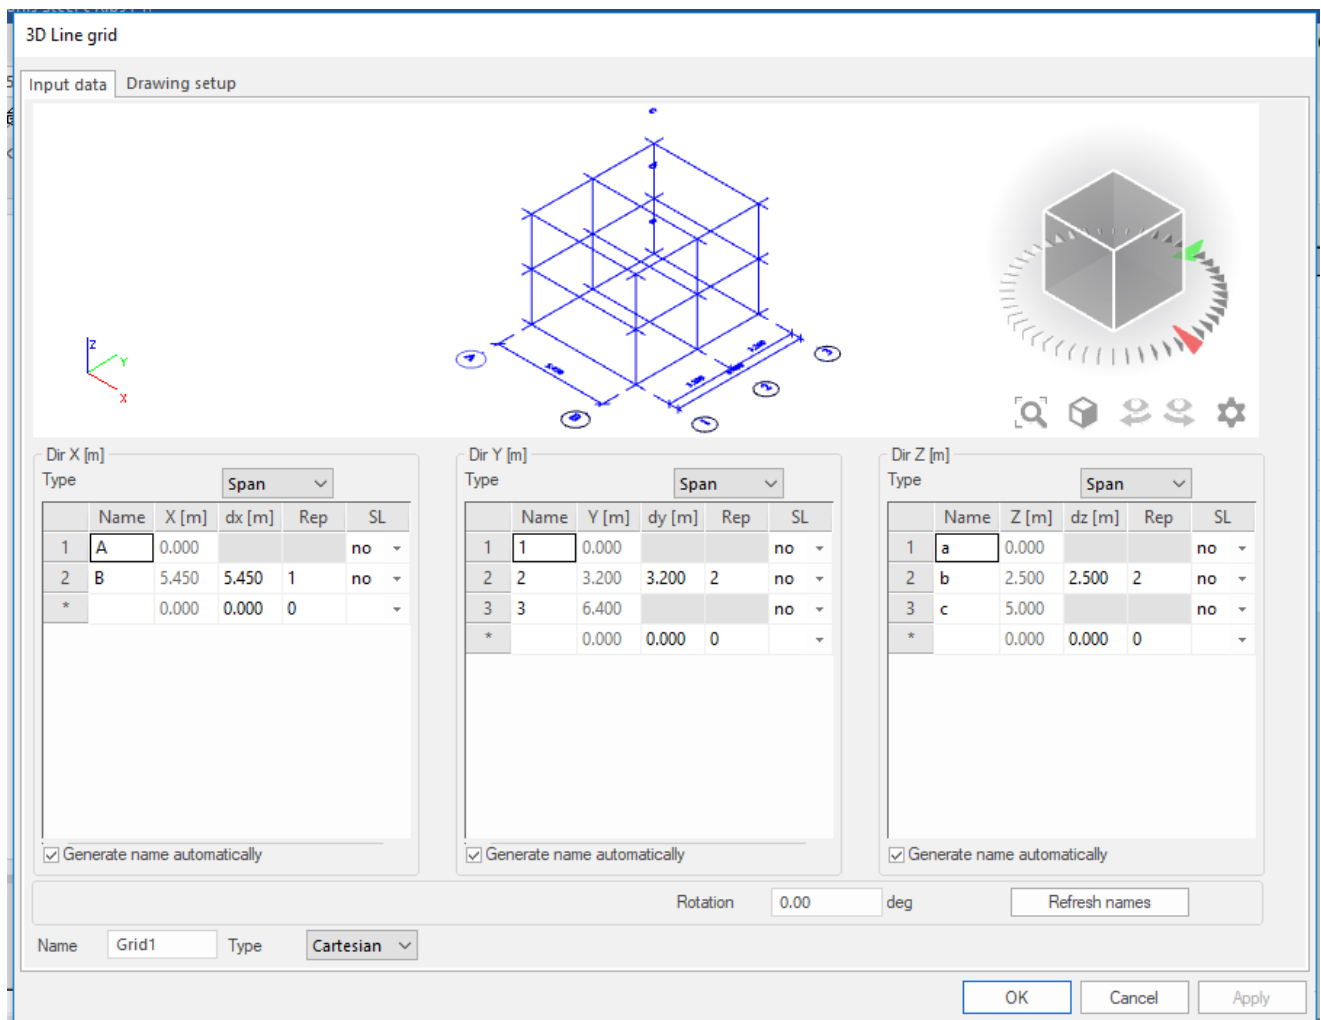 3D Line grid
Input data Drawing setup
c
Z
Y
X
A
B
1
2
3
Dir X [m]
Type Span
Name X [m] dx [m] Rep SL
1 A 0.000 no
2 B 5.450 5.450 1 no
* 0.000 0.000 0
Generate name automatically
Dir Y [m]
Type Span
Name Y [m] dy [m] Rep SL
1 1 0.000 no
2 2 3.200 3.200 2 no
3 3 6.400 no
* 0.000 0.000 0
Generate name automatically
Dir Z [m]
Type Span
Name Z [m] dz [m] Rep SL
1 a 0.000 no
2 b 2.500 2.500 2 no
3 c 5.000 no
* 0.000 0.000 0
Generate name automatically
Rotation 0.00 deg Refresh names
Name Grid1 Type Cartesian
OK Cancel Apply